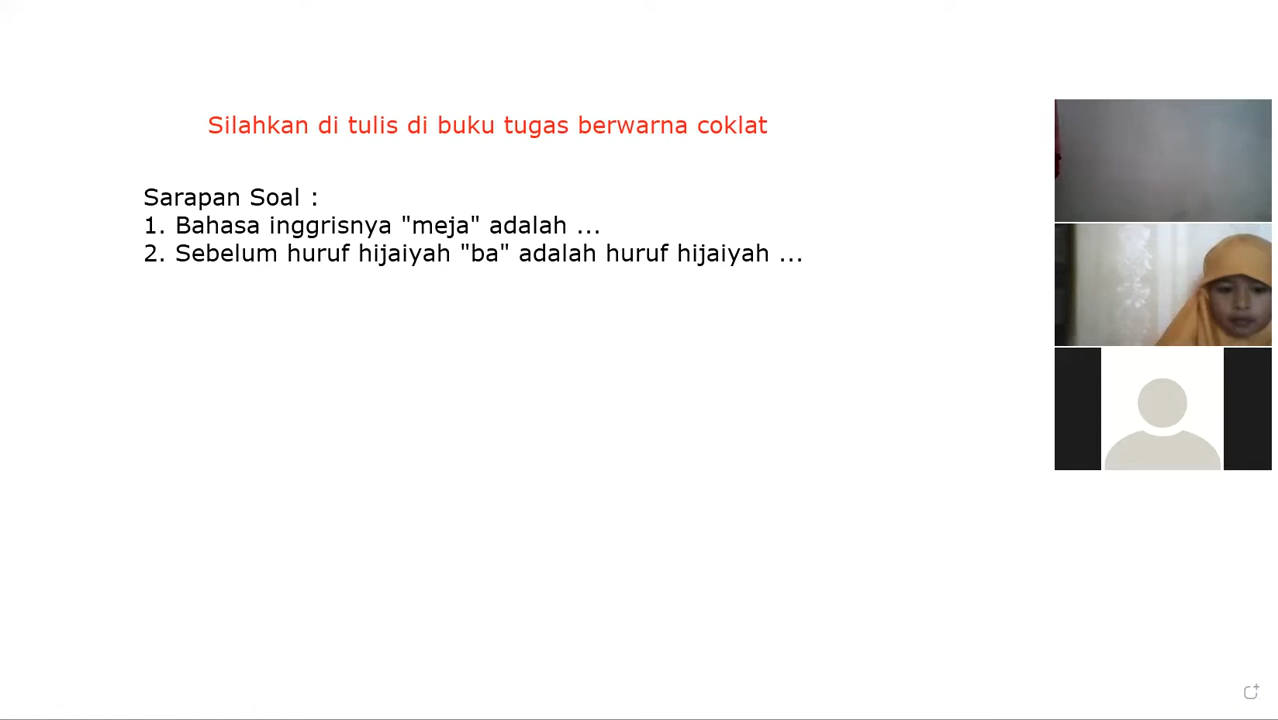 Silahkan di tulis di buku tugas berwarna coklat
Sarapan Soal :
1. Bahasa inggrisnya "meja" adalah ...
2. Sebelum huruf hijaiyah "ba" adalah huruf hijaiyah ...